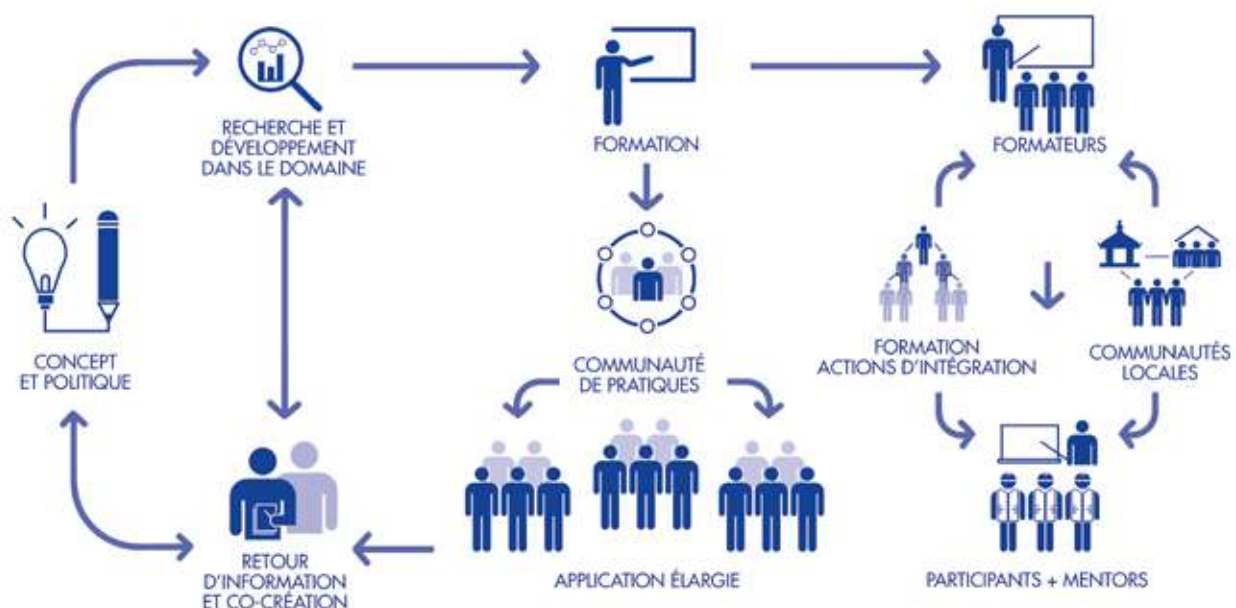 RECHERCHE ET
DÉVELOPPEMENT
DANS LE DOMAINE
FORMATION
FORMATEURS
CONCEPT
ET POLITIQUE
COMMUNAUTÉ
DE PRATIQUES
FORMATION
ACTIONS D'INTÉGRATION
COMMUNAUTÉS
LOCALES
RETOUR
D'INFORMATION
ET CO-CRÉATION
APPLICATION ÉLARGIE
PARTICIPANTS + MENTORS